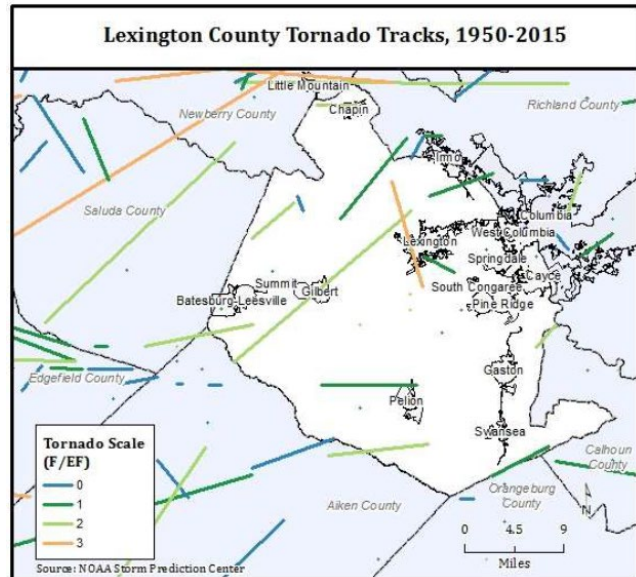 Lexington County Tornado Tracks, 1950-2015
Little Mountain
Newberry County
Chapin
Richland County
Irmo
Saluda County
Columbia
West Columbia
Lexington
Springdale
Cayce
Summit
Gilbert
South Congaree
Batesburg-Leesville
Pine Ridge
Edgefield County
Gaston
Pelion
Swansea
Calhoun
County
Orangeburg
County
Aiken County
N
Tornado Scale
(F/EF)
0
1
2
3
0 4.5 9
Miles
Source: NOAA Storm Prediction Center